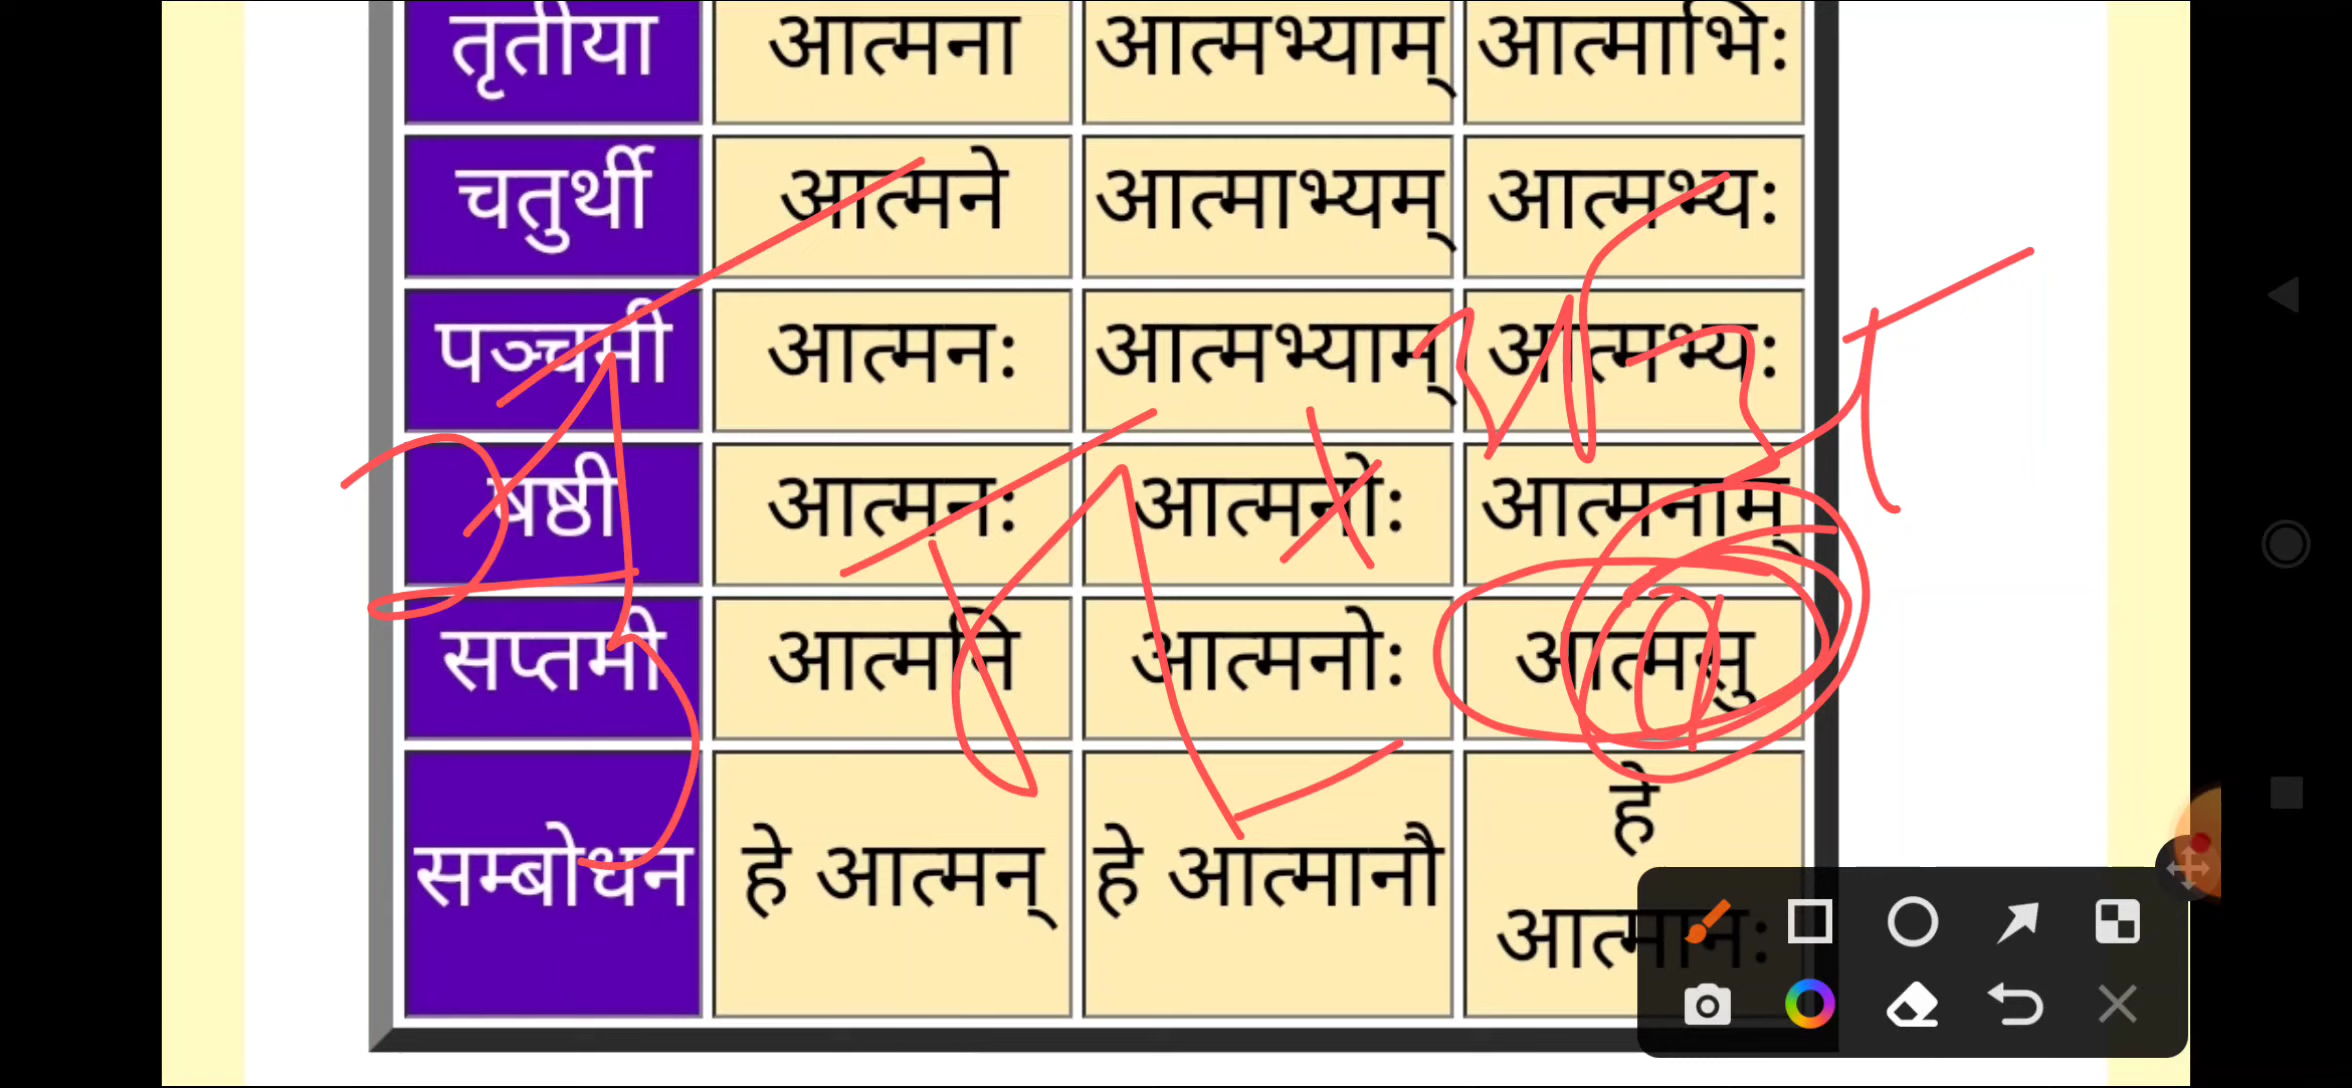 तृतीया आत्मना आत्मभ्याम् आत्माभिः
चतुर्थी आत्मने आत्माभ्यम् आत्मभ्यः
पञ्चमी आत्मनः आत्मभ्याम् आत्मभ्यः
बष्ठी आत्मनः आत्मनोः आत्मनाम्
सप्तमी आत्मनि आत्मनोः आत्मसु
सम्बोधन हे आत्मन् हे आत्मानौ हे
आत्मानः